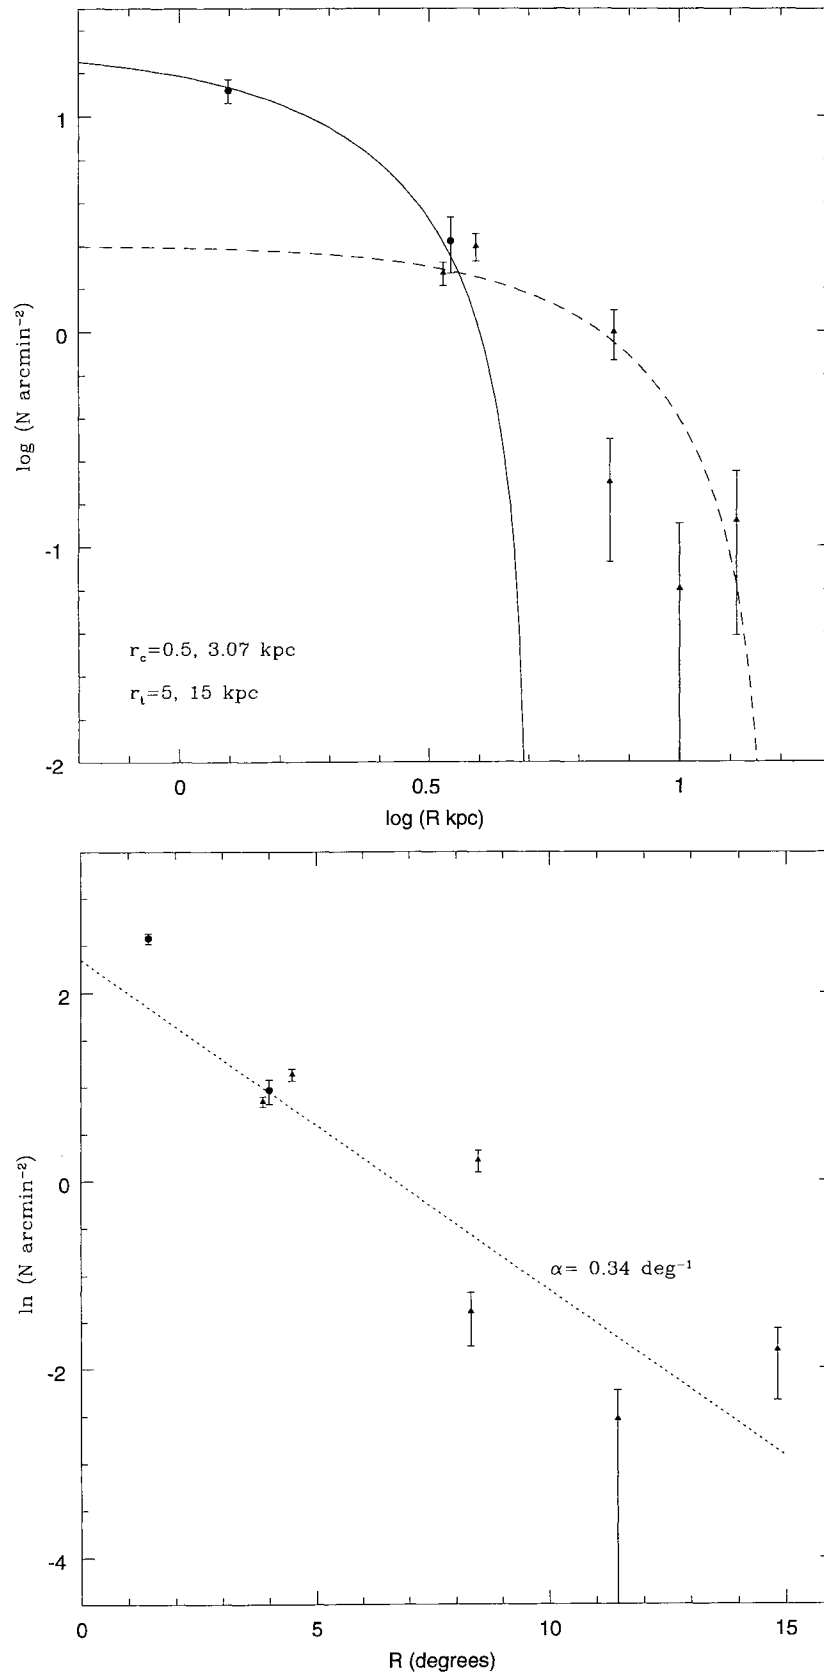 1
0
-1
-2
log (N arcmin⁻²)
r_c=0.5, 3.07 kpc
r_t=5, 15 kpc
0 0.5 1
log (R kpc)
2
0
-2
-4
ln (N arcmin⁻²)
α= 0.34 deg⁻¹
0 5 10 15
R (degrees)